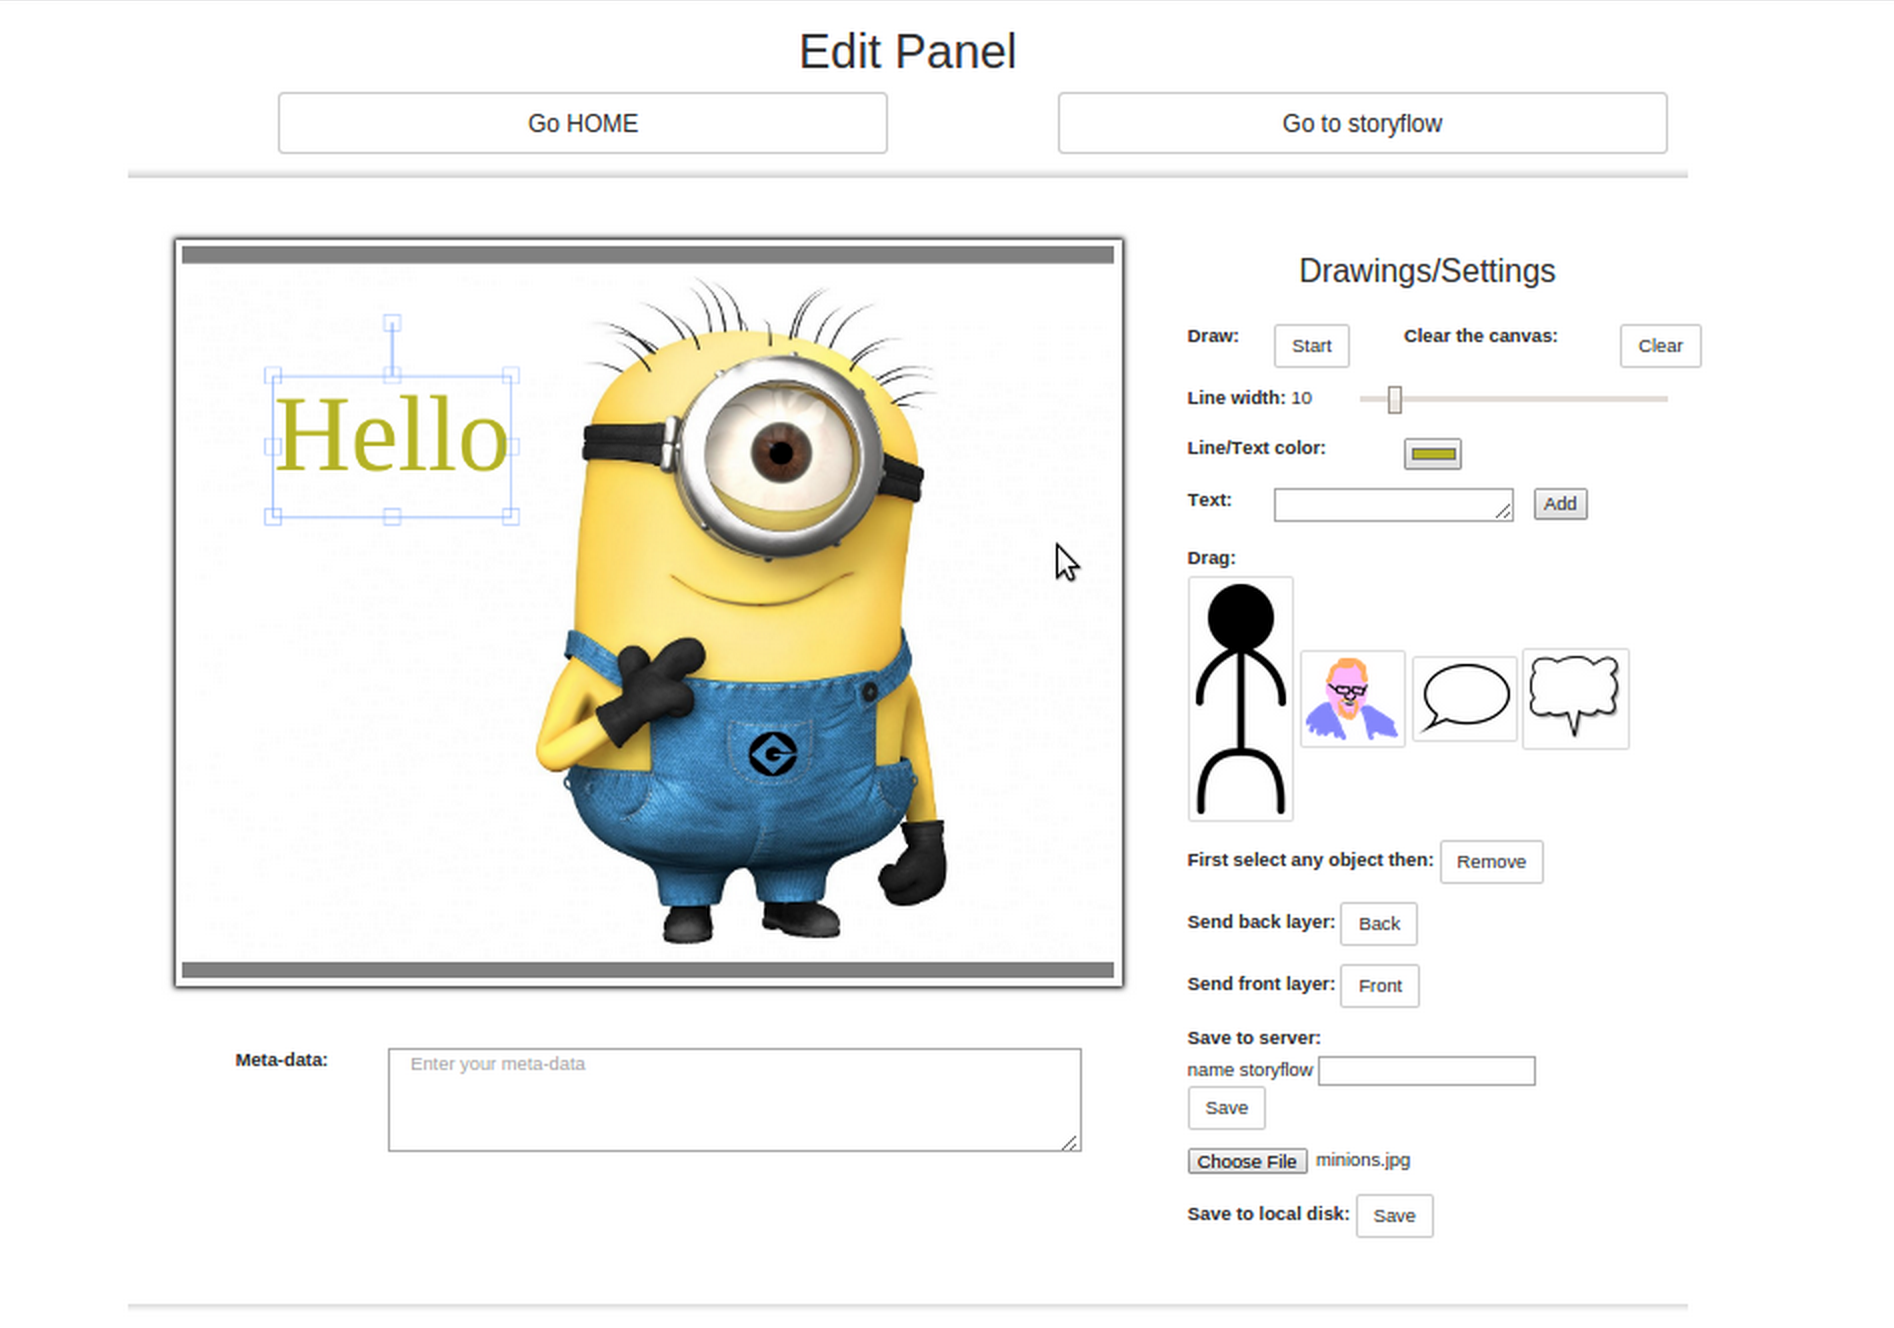 Edit Panel
Go HOME
Go to storyflow
Hello
Drawings/Settings
Draw: Start Clear the canvas: Clear
Line width: 10
Line/Text color:
Text: Add
Drag:
First select any object then: Remove
Send back layer: Back
Send front layer: Front
Save to server:
name storyflow
Save
Choose File minions.jpg
Save to local disk: Save
Meta-data: Enter your meta-data